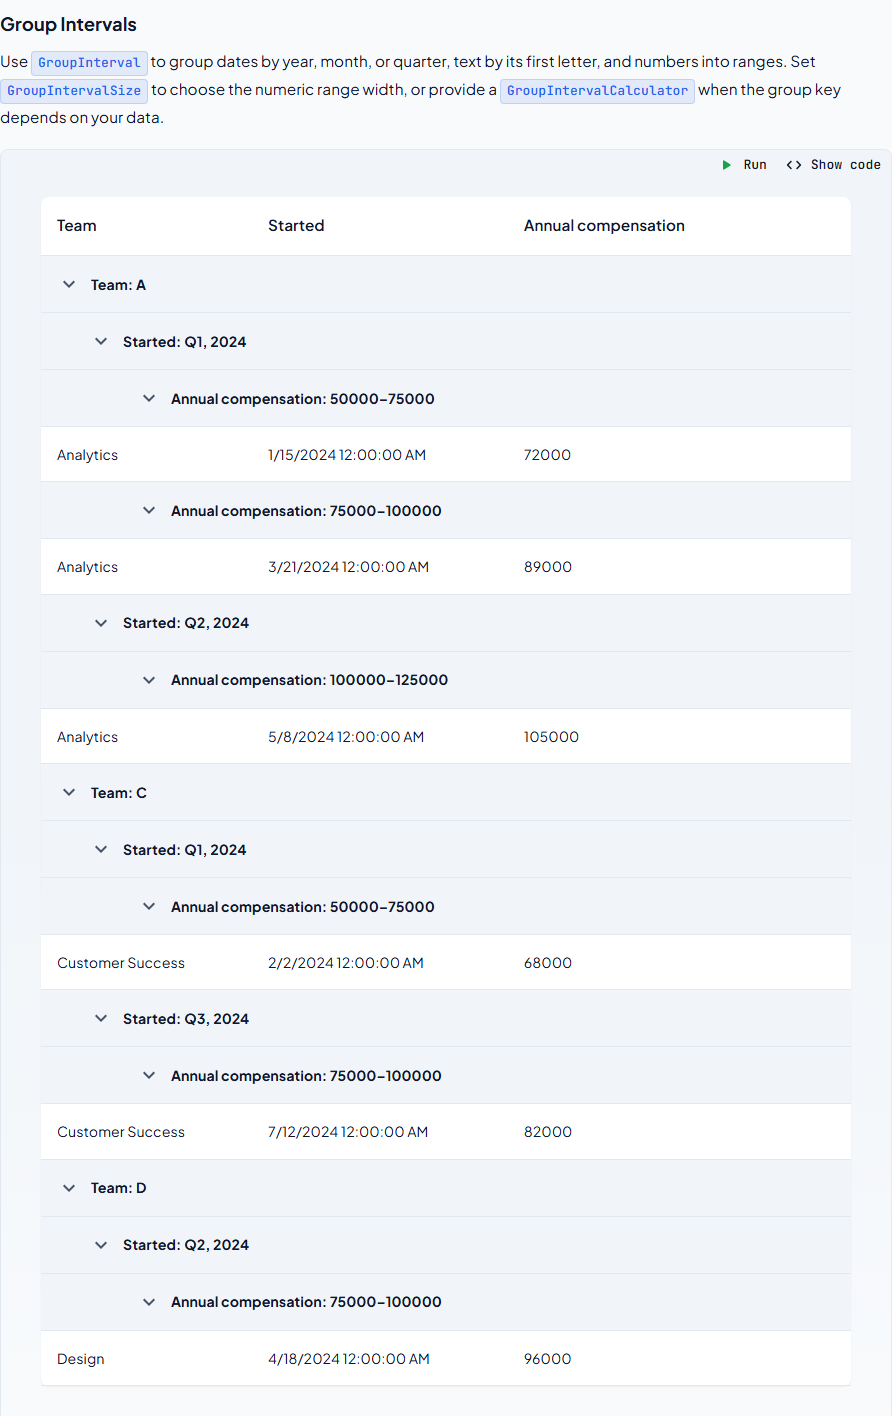 Group Intervals
Use GroupInterval to group dates by year, month, or quarter, text by its first letter, and numbers into ranges. Set
GroupIntervalSize to choose the numeric range width, or provide a GroupIntervalCalculator when the group key
depends on your data.
Run <> Show code
Team Started Annual compensation
Team: A
Started: Q1, 2024
Annual compensation: 50000–75000
Analytics 1/15/2024 12:00:00 AM 72000
Annual compensation: 75000–100000
Analytics 3/21/2024 12:00:00 AM 89000
Started: Q2, 2024
Annual compensation: 100000–125000
Analytics 5/8/2024 12:00:00 AM 105000
Team: C
Started: Q1, 2024
Annual compensation: 50000–75000
Customer Success 2/2/2024 12:00:00 AM 68000
Started: Q3, 2024
Annual compensation: 75000–100000
Customer Success 7/12/2024 12:00:00 AM 82000
Team: D
Started: Q2, 2024
Annual compensation: 75000–100000
Design 4/18/2024 12:00:00 AM 96000